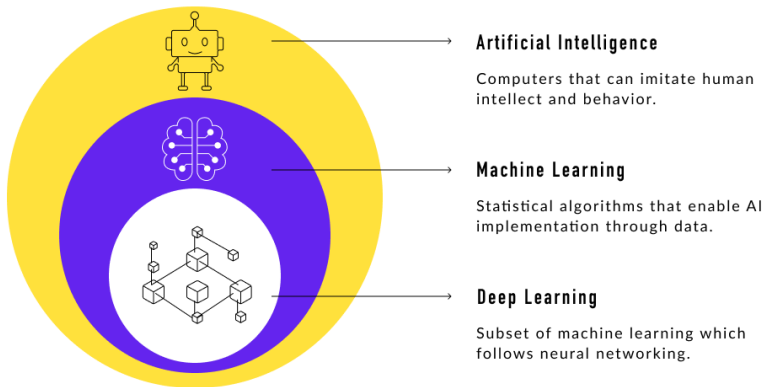 Artificial Intelligence
Computers that can imitate human
intellect and behavior.
Machine Learning
Statistical algorithms that enable AI
implementation through data.
Deep Learning
Subset of machine learning which
follows neural networking.